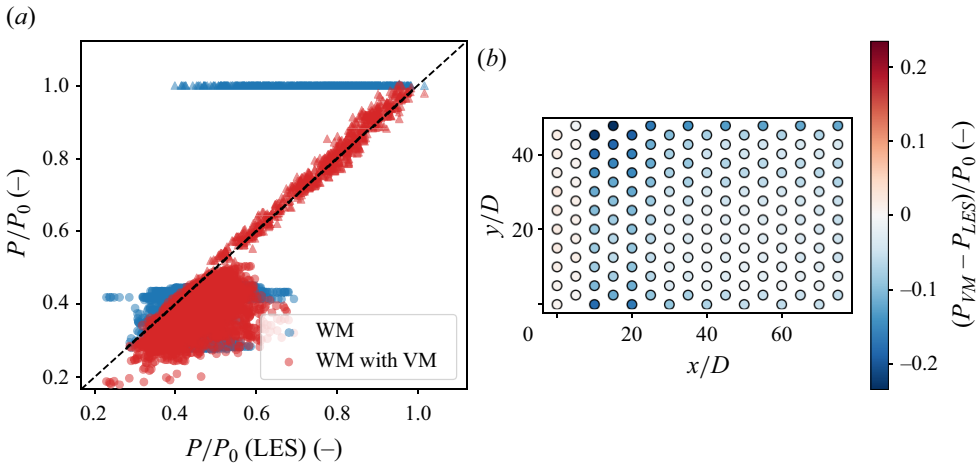 (a)
1.0
0.8
0.6
0.4
0.2
P/P0 (–)
WM
WM with VM
0.2 0.4 0.6 0.8 1.0
P/P0 (LES) (–)
(b)
40
20
0
y/D
0 20 40 60
x/D
0.2
0.1
0
–0.1
–0.2
(PVM – PLES)/P0 (–)